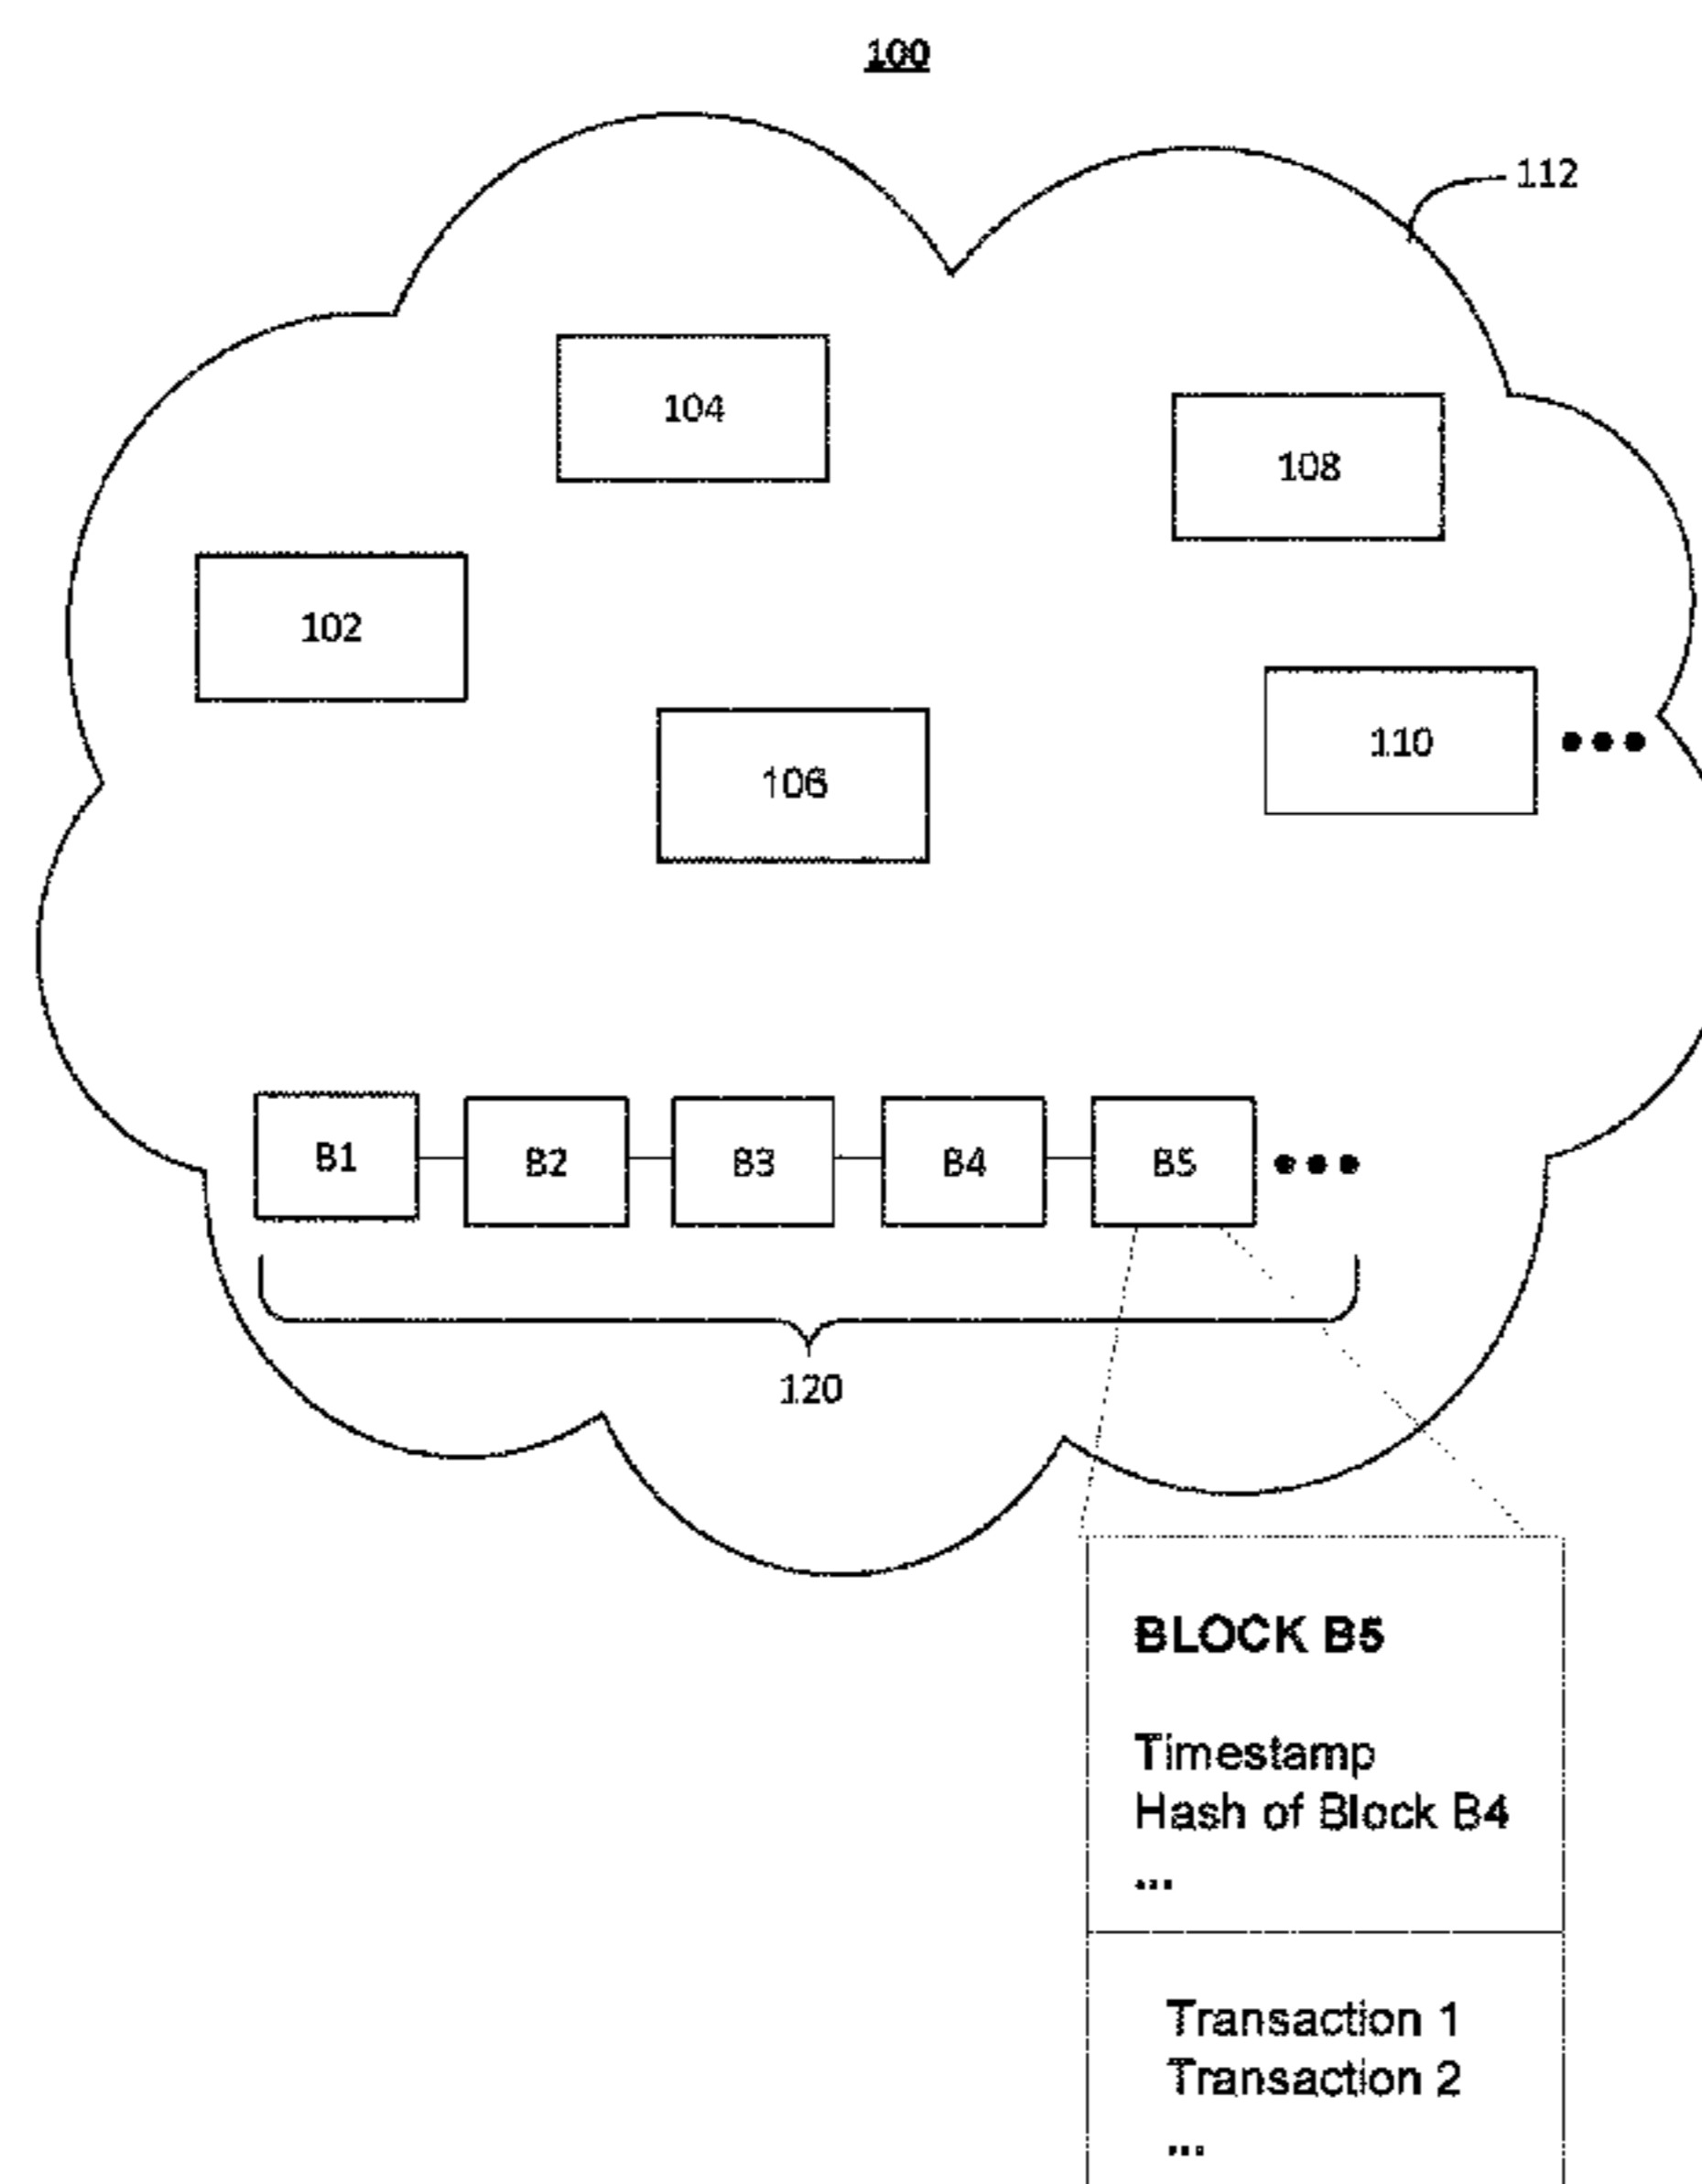 100
112
104
108
102
110
106
B1
B2
B3
B4
B5
120
BLOCK B5
Timestamp
Hash of Block B4
...
Transaction 1
Transaction 2
...